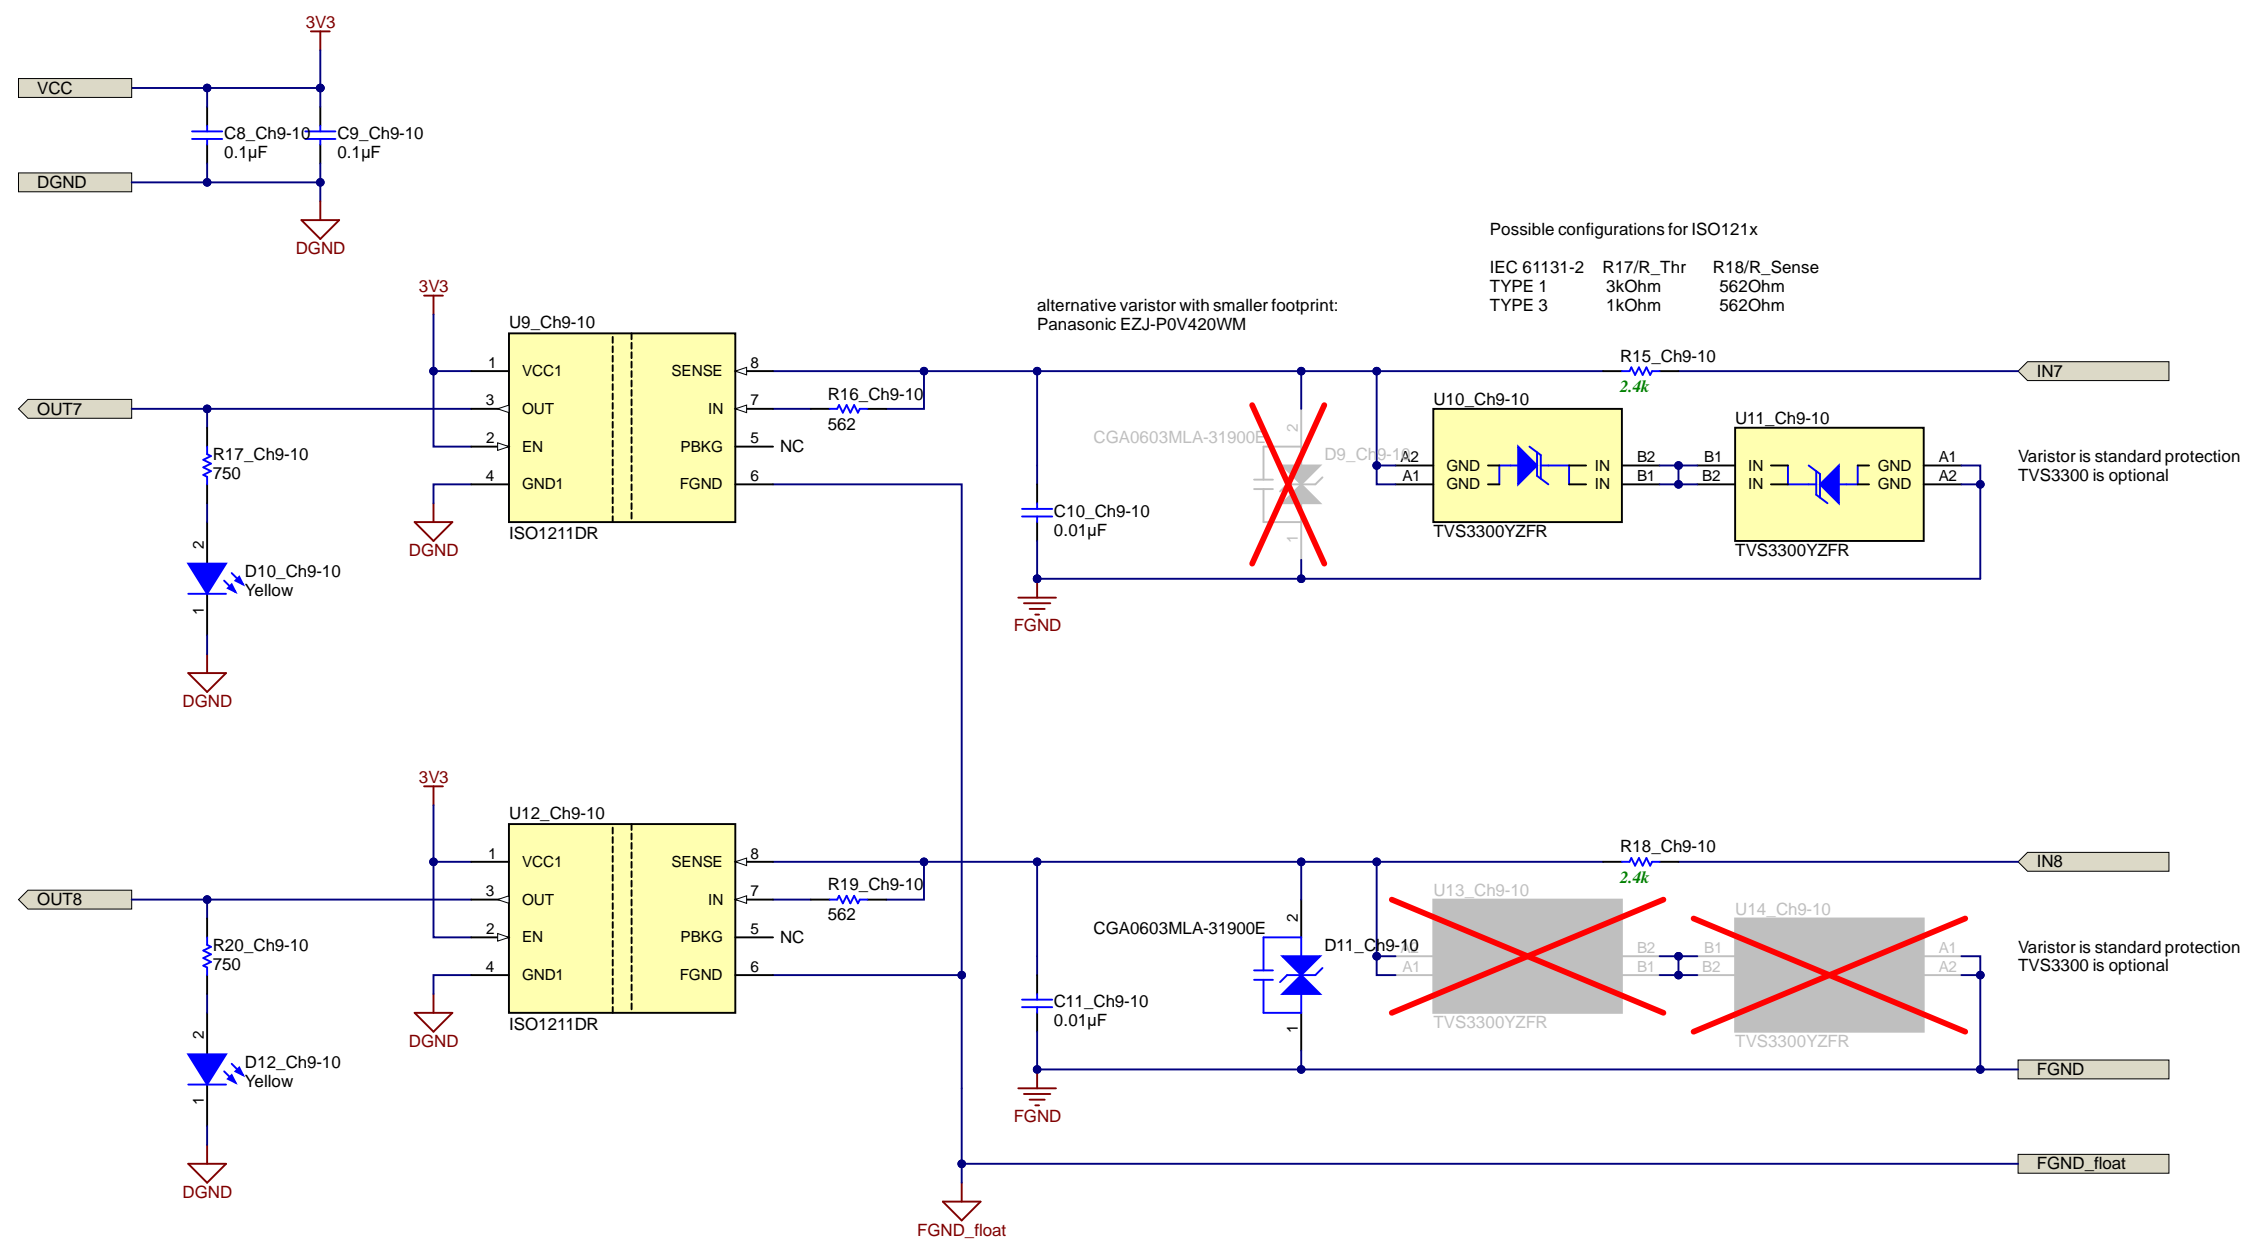 3V3
VCC
C8_Ch9-10
0.1µF
C9_Ch9-10
0.1µF
DGND
DGND
Possible configurations for ISO121x
IEC 61131-2 R17/R_Thr R18/R_Sense
TYPE 1 3kOhm 562Ohm
TYPE 3 1kOhm 562Ohm
alternative varistor with smaller footprint:
Panasonic EZJ-P0V420WM
3V3
U9_Ch9-10
1 VCC1 SENSE 8
3 OUT IN 7
2 EN PBKG 5 NC
4 GND1 FGND 6
ISO1211DR
DGND
OUT7
R17_Ch9-10
750
2
D10_Ch9-10
Yellow
1
DGND
R16_Ch9-10
562
C10_Ch9-10
0.01µF
FGND
CGA0603MLA-31900E
2
D9_Ch9-10
1
R15_Ch9-10
2.4k
IN7
U10_Ch9-10
A2 GND IN B2
A1 GND IN B1
TVS3300YZFR
U11_Ch9-10
B1 IN GND A1
B2 IN GND A2
TVS3300YZFR
Varistor is standard protection
TVS3300 is optional
3V3
U12_Ch9-10
1 VCC1 SENSE 8
3 OUT IN 7
2 EN PBKG 5 NC
4 GND1 FGND 6
ISO1211DR
DGND
OUT8
R20_Ch9-10
750
2
D12_Ch9-10
Yellow
1
DGND
R19_Ch9-10
562
C11_Ch9-10
0.01µF
FGND
CGA0603MLA-31900E
2
D11_Ch9-10
1
R18_Ch9-10
2.4k
IN8
U13_Ch9-10
A2 B2
A1 B1
TVS3300YZFR
U14_Ch9-10
B1 A1
B2 A2
TVS3300YZFR
Varistor is standard protection
TVS3300 is optional
FGND
FGND_float
FGND_float